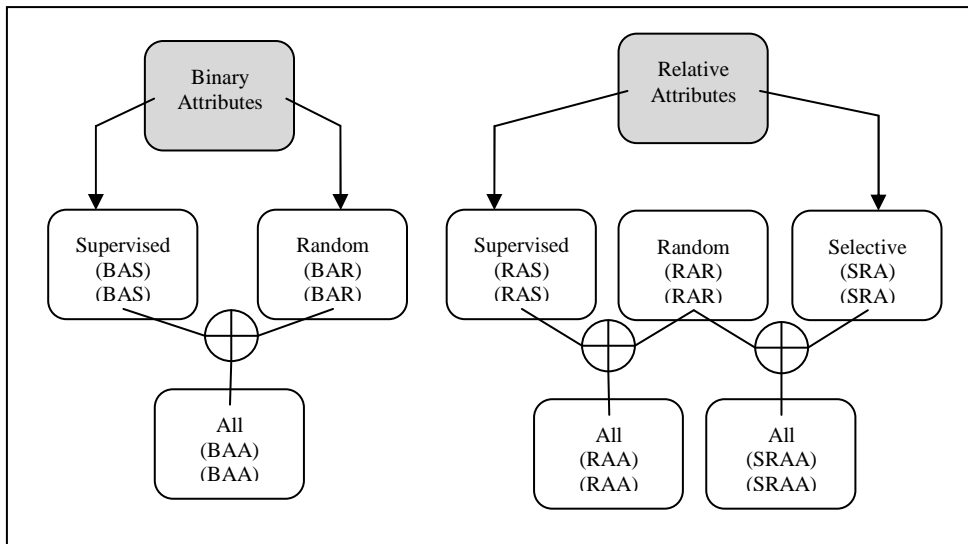 Binary
Attributes
Relative
Attributes
Supervised
(BAS)
(BAS)
Random
(BAR)
(BAR)
Supervised
(RAS)
(RAS)
Random
(RAR)
(RAR)
Selective
(SRA)
(SRA)
All
(BAA)
(BAA)
All
(RAA)
(RAA)
All
(SRAA)
(SRAA)